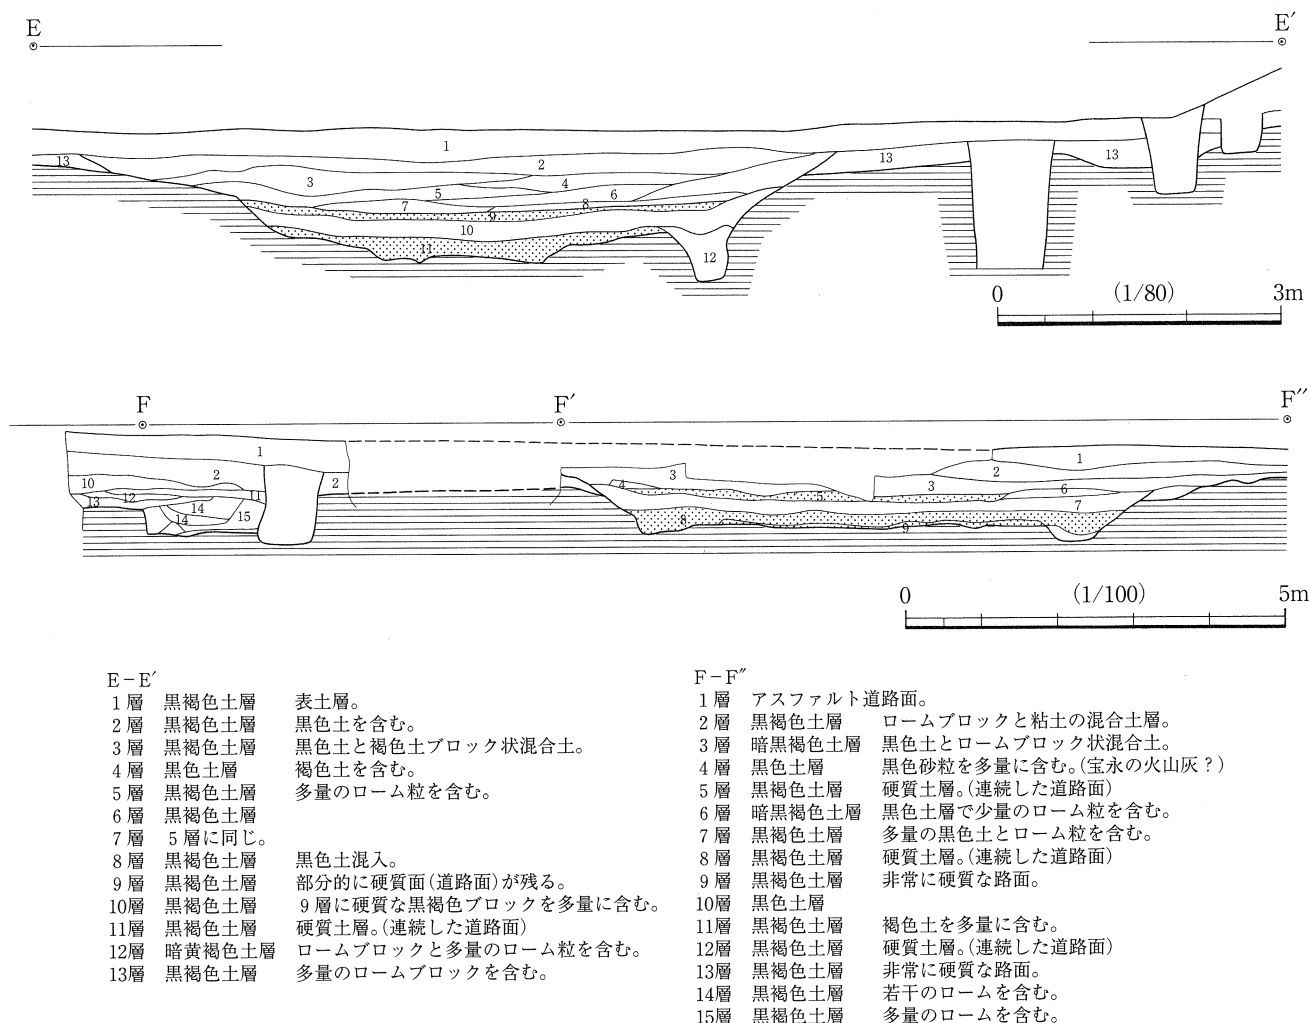 E E′
1
13 2 13 13
3 4
5 6
7 8
9
10
11 12
0 (1/80) 3m
F F′ F″
1 1
2 2 3 2
10 4 3 6
13 12 11 5 7
14 15 8 9
14
0 (1/100) 5m
E－E′
1層 黒褐色土層 表土層。
2層 黒褐色土層 黒色土を含む。
3層 黒褐色土層 黒色土と褐色土ブロック状混合土。
4層 黒色土層 褐色土を含む。
5層 黒褐色土層 多量のローム粒を含む。
6層 黒褐色土層
7層 5層に同じ。
8層 黒褐色土層 黒色土混入。
9層 黒褐色土層 部分的に硬質面(道路面)が残る。
10層 黒褐色土層 9層に硬質な黒褐色ブロックを多量に含む。
11層 黒褐色土層 硬質土層。(連続した道路面)
12層 暗黄褐色土層 ロームブロックと多量のローム粒を含む。
13層 黒褐色土層 多量のロームブロックを含む。
F－F″
1層 アスファルト道路面。
2層 黒褐色土層 ロームブロックと粘土の混合土層。
3層 暗黒褐色土層 黒色土とロームブロック状混合土。
4層 黒色土層 黒色砂粒を多量に含む。(宝永の火山灰？)
5層 黒褐色土層 硬質土層。(連続した道路面)
6層 暗黒褐色土層 黒色土層で少量のローム粒を含む。
7層 黒褐色土層 多量の黒色土とローム粒を含む。
8層 黒褐色土層 硬質土層。(連続した道路面)
9層 黒褐色土層 非常に硬質な路面。
10層 黒色土層
11層 黒褐色土層 褐色土を多量に含む。
12層 黒褐色土層 硬質土層。(連続した道路面)
13層 黒褐色土層 非常に硬質な路面。
14層 黒褐色土層 若干のロームを含む。
15層 黒褐色土層 多量のロームを含む。